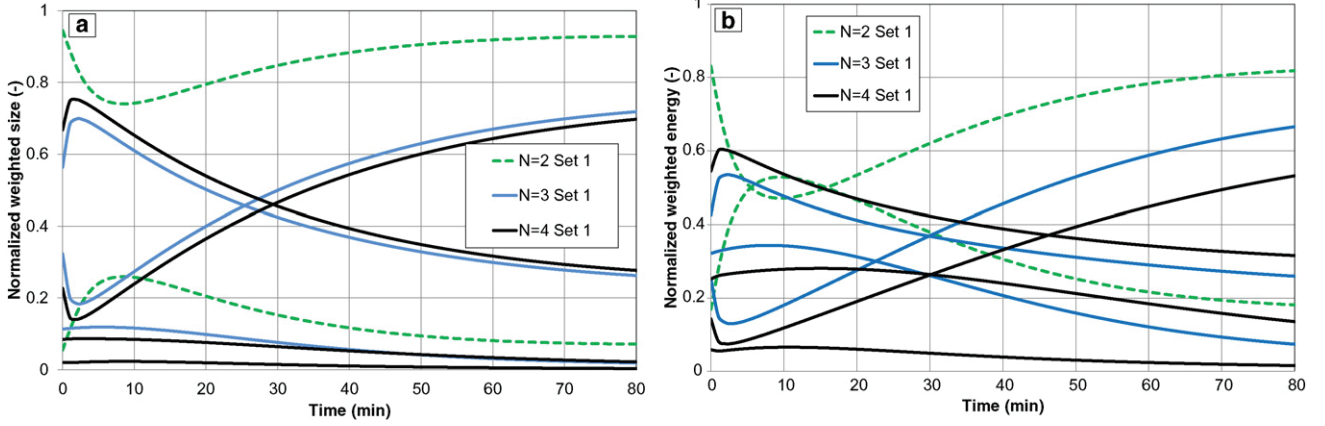 a
Normalized weighted size (-)
1
0.8
0.6
0.4
0.2
0
N=2 Set 1
N=3 Set 1
N=4 Set 1
0 10 20 30 40 50 60 70 80
Time (min)
b
Normalized weighted energy (-)
1
0.8
0.6
0.4
0.2
0
N=2 Set 1
N=3 Set 1
N=4 Set 1
0 10 20 30 40 50 60 70 80
Time (min)